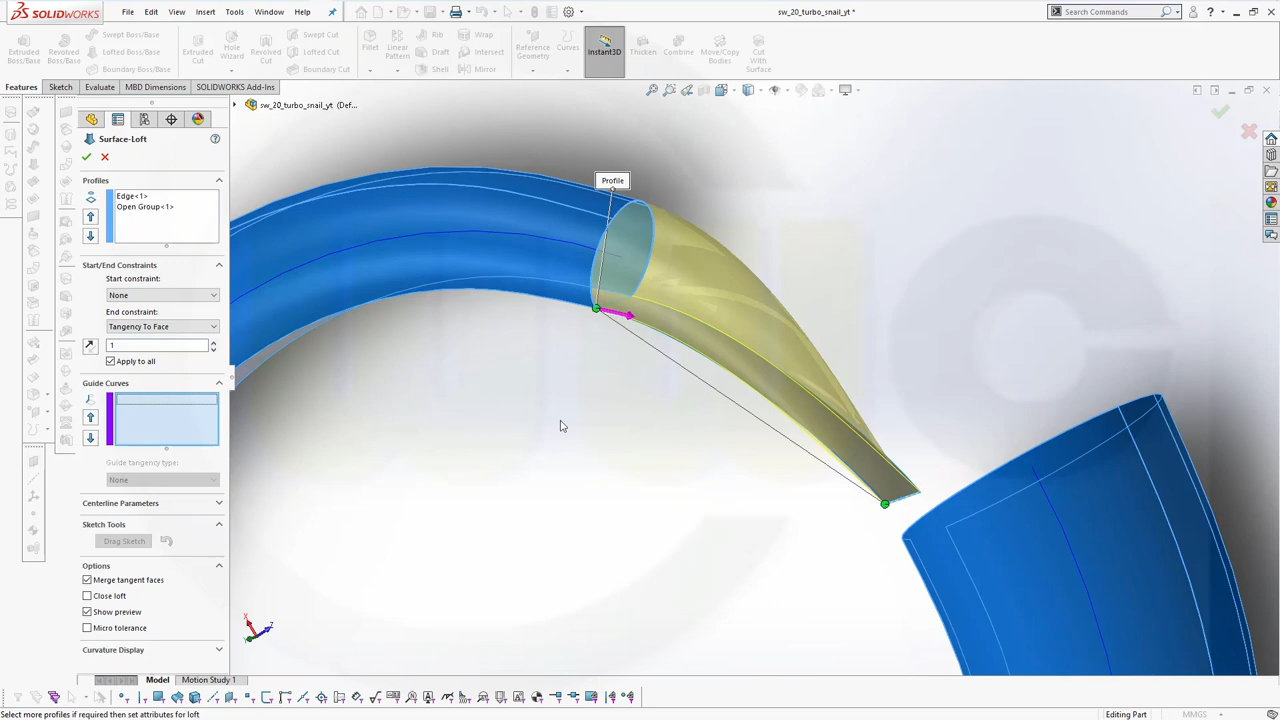 SOLIDWORKS
File
Edit
View
Insert
Tools
Window
Help
sw_20_turbo_snail_yt *
Search Commands
Extruded Boss/Base
Revolved Boss/Base
Swept Boss/Base
Lofted Boss/Base
Boundary Boss/Base
Extruded Cut
Hole Wizard
Revolved Cut
Swept Cut
Lofted Cut
Boundary Cut
Fillet
Linear Pattern
Rib
Draft
Shell
Wrap
Intersect
Mirror
Reference Geometry
Curves
Instant3D
Thicken
Combine
Move/Copy Bodies
Cut With Surface
Features
Sketch
Evaluate
MBD Dimensions
SOLIDWORKS Add-Ins
sw_20_turbo_snail_yt (Def...
Surface-Loft
Profiles
Edge<1>
Open Group<1>
Start/End Constraints
Start constraint:
None
End constraint:
Tangency To Face
1
Apply to all
Guide Curves
Guide tangency type:
None
Centerline Parameters
Sketch Tools
Drag Sketch
Options
Merge tangent faces
Close loft
Show preview
Micro tolerance
Curvature Display
Profile
X
Z
Y
Model
Motion Study 1
Select more profiles if required then set attributes for loft
Editing Part
MMGS